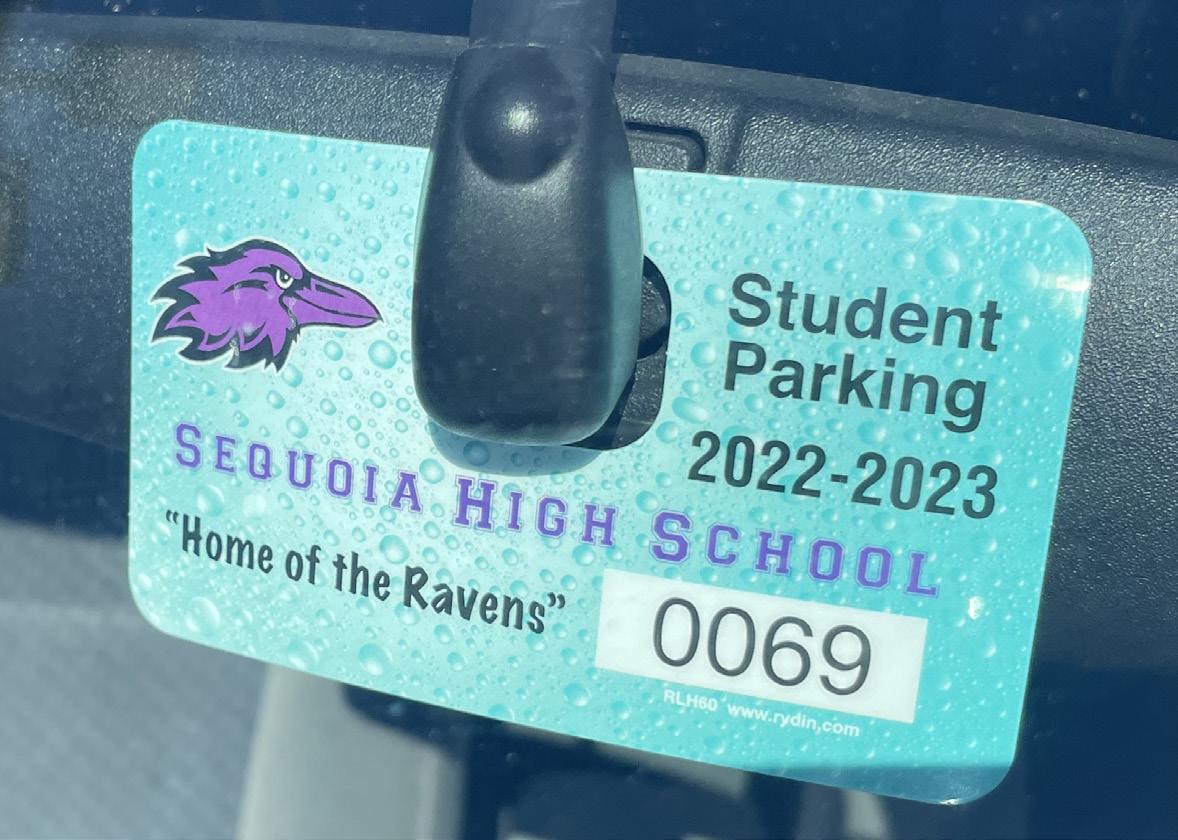 Student
Parking
2022-2023
SEQUOIA HIGH SCHOOL
“Home of the Ravens”
0069
RLH60 www.rydin.com